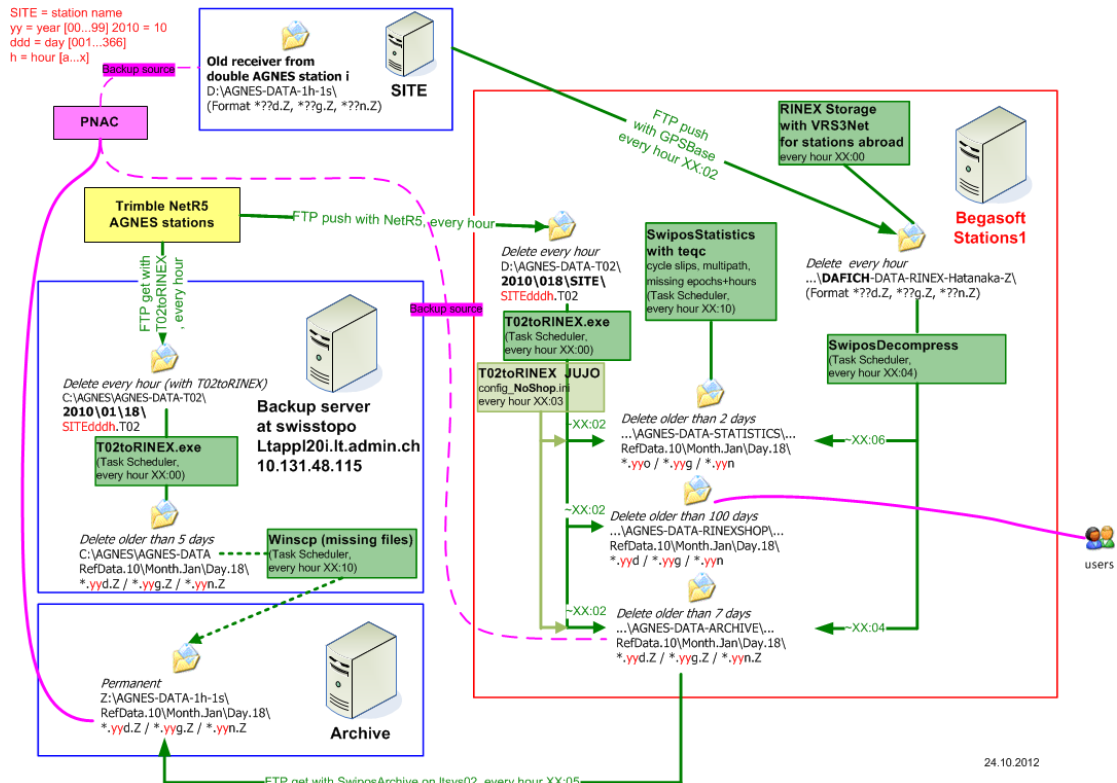 SITE = station name
yy = year [00...99] 2010 = 10
ddd = day [001...366]
h = hour [a...x]
Backup source
PNAC
Old receiver from
double AGNES station i
D:\AGNES-DATA-1h-1s\
(Format *??d.Z, *??g.Z, *??n.Z)
SITE
FTP push
with GPSBase
every hour XX:02
RINEX Storage
with VRS3Net
for stations abroad
every hour XX:00
Begasoft
Stations1
Trimble NetR5
AGNES stations
FTP push with NetR5, every hour
FTP get with
T02toRINEX
, every hour
Delete every hour
D:\AGNES-DATA-T02\
2010\018\SITE\
SITEdddh.T02
SwiposStatistics
with teqc
cycle slips, multipath,
missing epochs+hours
(Task Scheduler,
every hour XX:10)
Delete every hour
...\DAFICH-DATA-RINEX-Hatanaka-Z\
(Format *??d.Z, *??g.Z, *??n.Z)
Backup source
T02toRINEX.exe
(Task Scheduler,
every hour XX:00)
T02toRINEX JUJO
config_NoShop.ini
every hour XX:03
SwiposDecompress
(Task Scheduler,
every hour XX:04)
Delete every hour (with T02toRINEX)
C:\AGNES\AGNES-DATA-T02\
2010\01\18\
SITEdddh.T02
Backup server
at swisstopo
Ltappl20i.lt.admin.ch
10.131.48.115
T02toRINEX.exe
(Task Scheduler,
every hour XX:00)
~XX:02
Delete older than 2 days
...\AGNES-DATA-STATISTICS\...
RefData.10\Month.Jan\Day.18\
*.yyo / *.yyg / *.yyn
~XX:06
~XX:02
Delete older than 100 days
...\AGNES-DATA-RINEXSHOP\...
RefData.10\Month.Jan\Day.18\
*.yyd / *.yyg / *.yyn
users
Delete older than 5 days
C:\AGNES\AGNES-DATA
RefData.10\Month.Jan\Day.18\
*.yyd.Z / *.yyg.Z / *.yyn.Z
Winscp (missing files)
(Task Scheduler,
every hour XX:10)
~XX:02
Delete older than 7 days
...\AGNES-DATA-ARCHIVE\...
RefData.10\Month.Jan\Day.18\
*.yyd.Z / *.yyg.Z / *.yyn.Z
~XX:04
Permanent
Z:\AGNES-DATA-1h-1s\
RefData.10\Month.Jan\Day.18\
*.yyd.Z / *.yyg.Z / *.yyn.Z
Archive
24.10.2012
FTP get with SwiposArchive on ltsys02, every hour XX:05